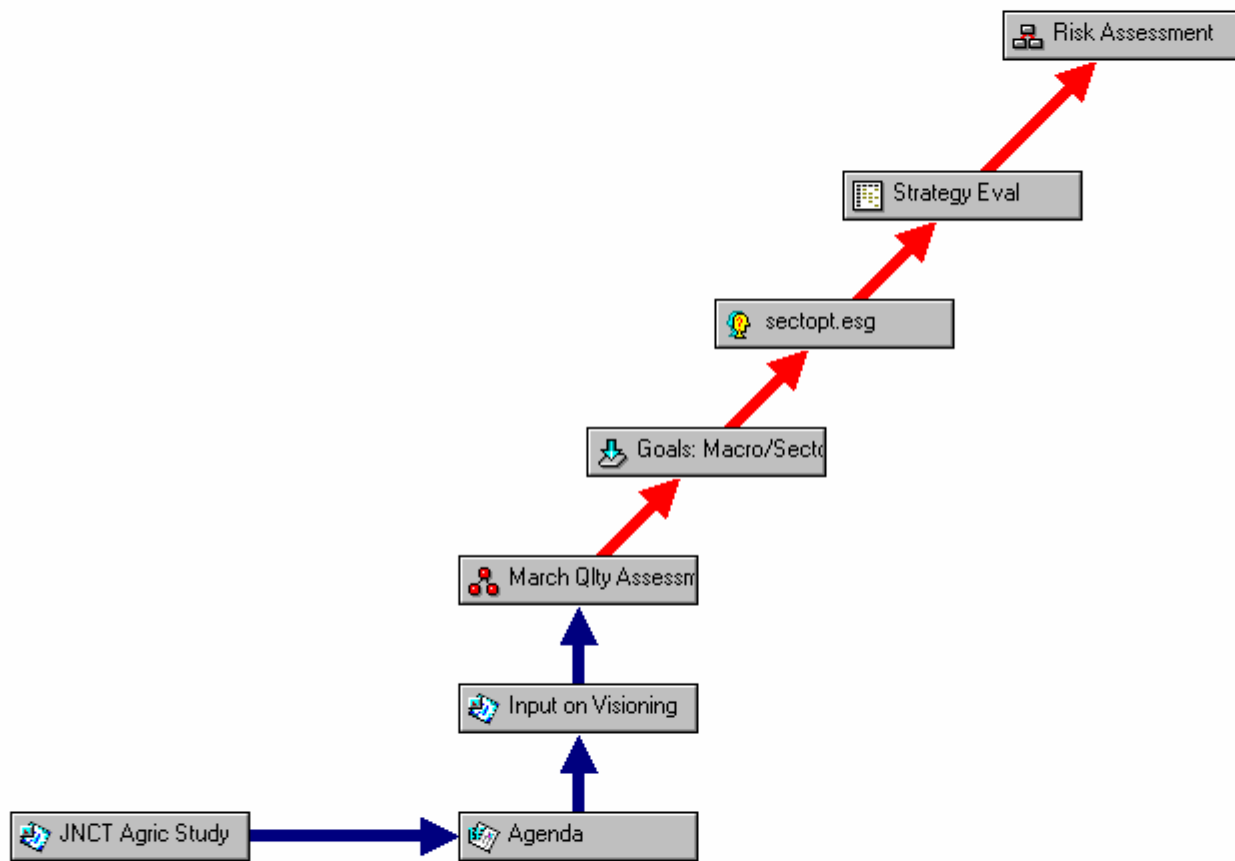 Risk Assessment
Strategy Eval
sectopt.esg
Goals: Macro/Secto
March Qlty Assessm
Input on Visioning
JNCT Agric Study
Agenda